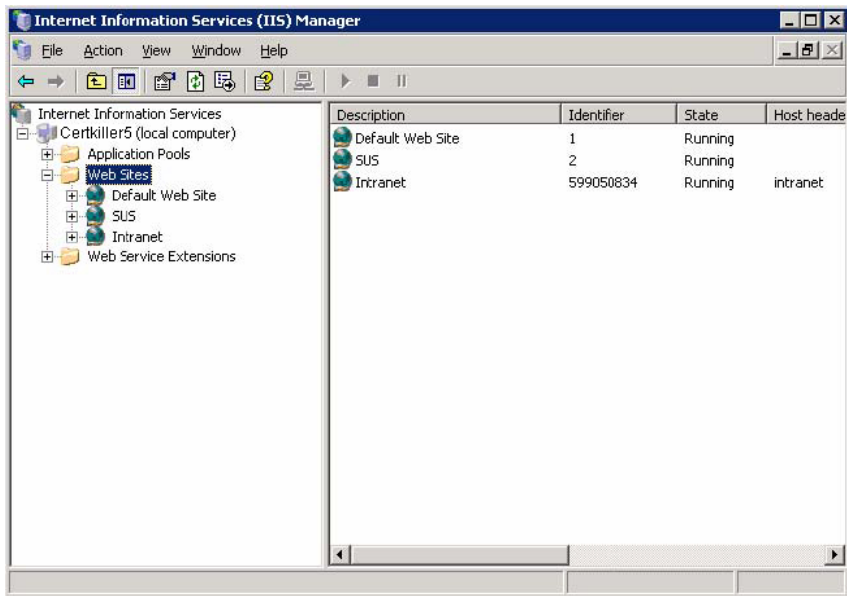 Internet Information Services (IIS) Manager
File Action View Window Help
Internet Information Services
Certkiller5 (local computer)
Application Pools
Web Sites
Default Web Site
SUS
Intranet
Web Service Extensions
Description Identifier State Host heade
Default Web Site 1 Running
SUS 2 Running
Intranet 599050834 Running intranet